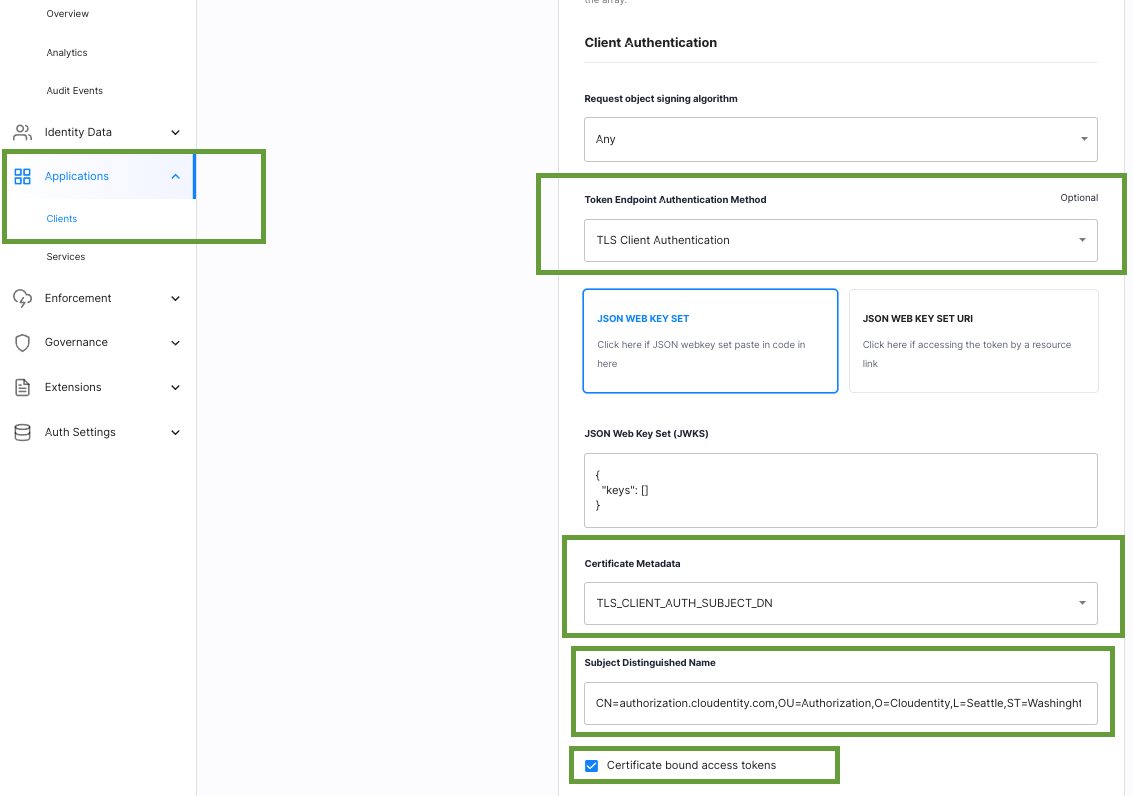 Overview
Analytics
Audit Events
Identity Data
Applications
Clients
Services
Enforcement
Governance
Extensions
Auth Settings
the array.
Client Authentication
Request object signing algorithm
Any
Token Endpoint Authentication Method
Optional
TLS Client Authentication
JSON WEB KEY SET
Click here if JSON webkey set paste in code in
here
JSON WEB KEY SET URI
Click here if accessing the token by a resource
link
JSON Web Key Set (JWKS)
{
"keys": []
}
Certificate Metadata
TLS_CLIENT_AUTH_SUBJECT_DN
Subject Distinguished Name
CN=authorization.cloudentity.com,OU=Authorization,O=Cloudentity,L=Seattle,ST=Washinght
Certificate bound access tokens